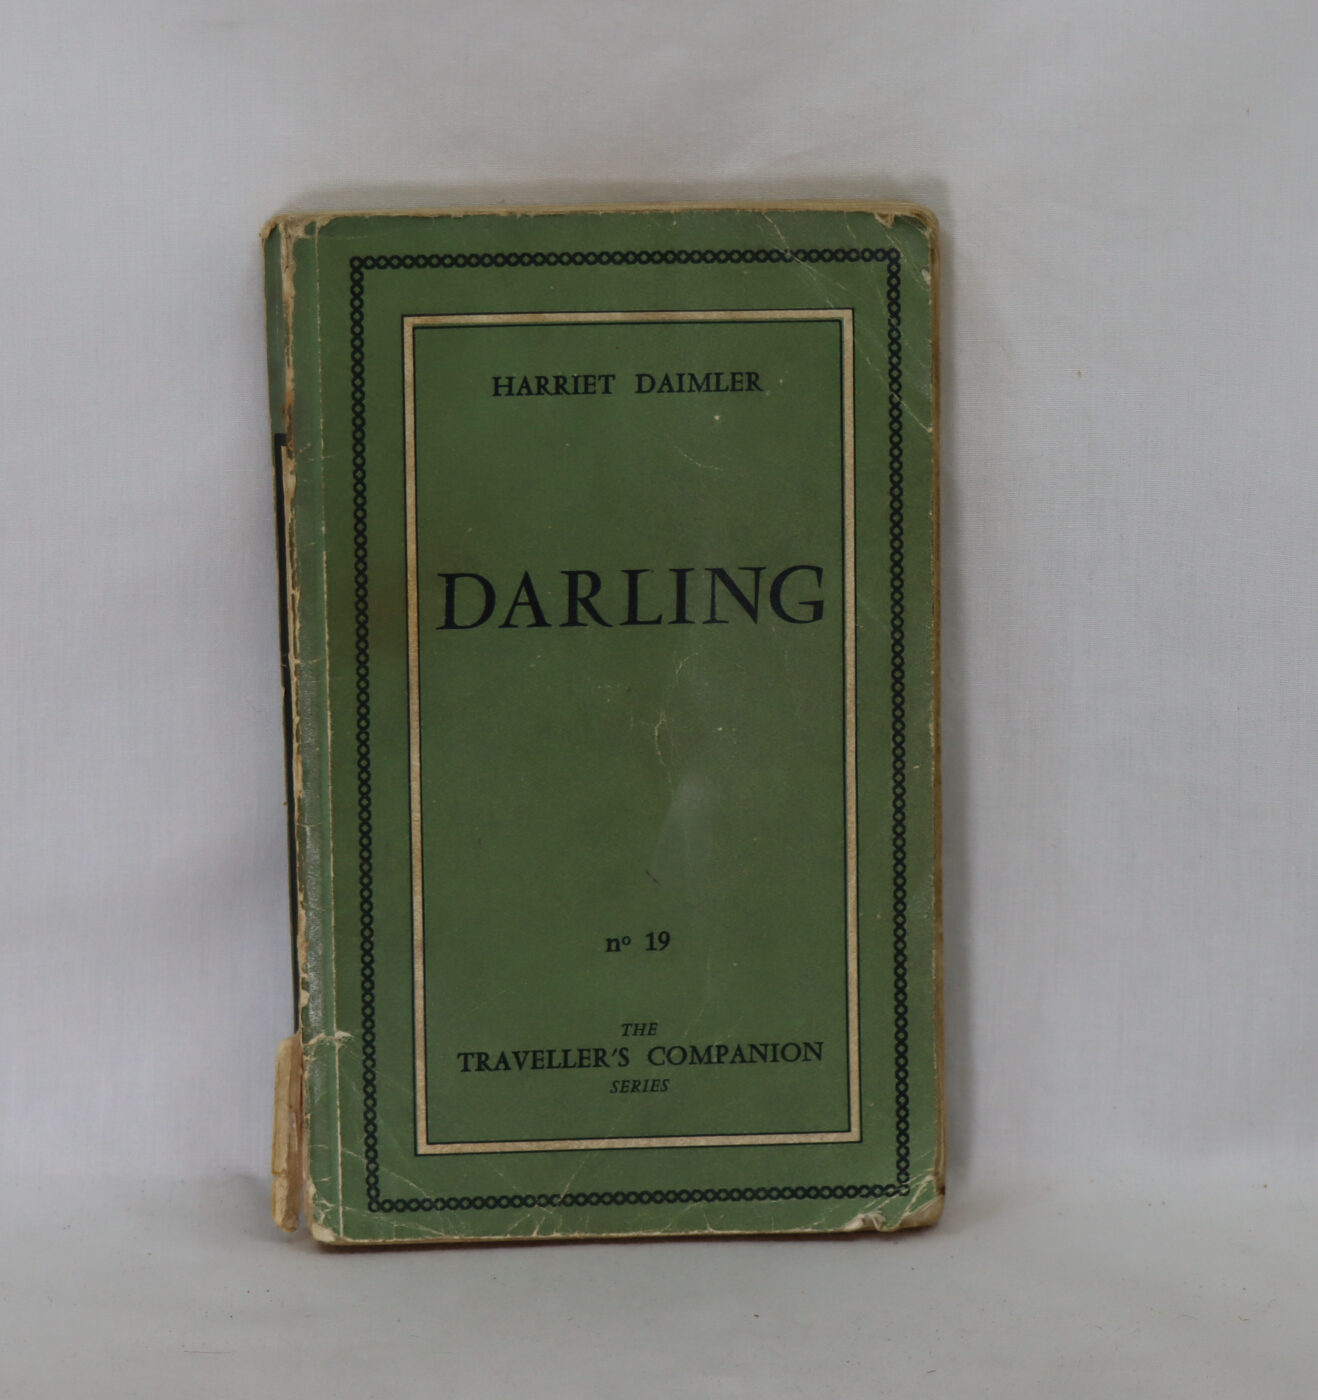 HARRIET DAIMLER
DARLING
nº 19
THE
TRAVELLER'S COMPANION
SERIES